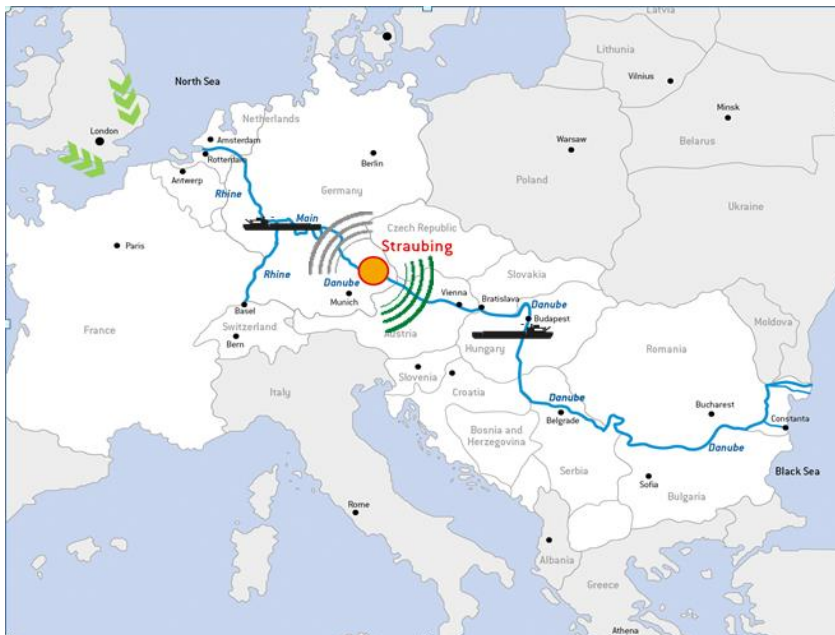 Latvia
Lithuania
North Sea
Vilnius
Minsk
Netherlands
London
Amsterdam
Belarus
Rotterdam
Berlin
Warsaw
Antwerp
Rhine
Germany
Poland
Main
Ukraine
Czech Republic
Paris
Straubing
Rhine
Slovakia
Danube
Munich
Vienna
Bratislava
Danube
Basel
Budapest
Moldova
France
Switzerland
Austria
Bern
Hungary
Romania
Slovenia
Italy
Croatia
Danube
Bucharest
Belgrade
Constanta
Bosnia and
Herzegovina
Danube
Serbia
Black Sea
Sofia
Bulgaria
Rome
Albania
Greece
Athena